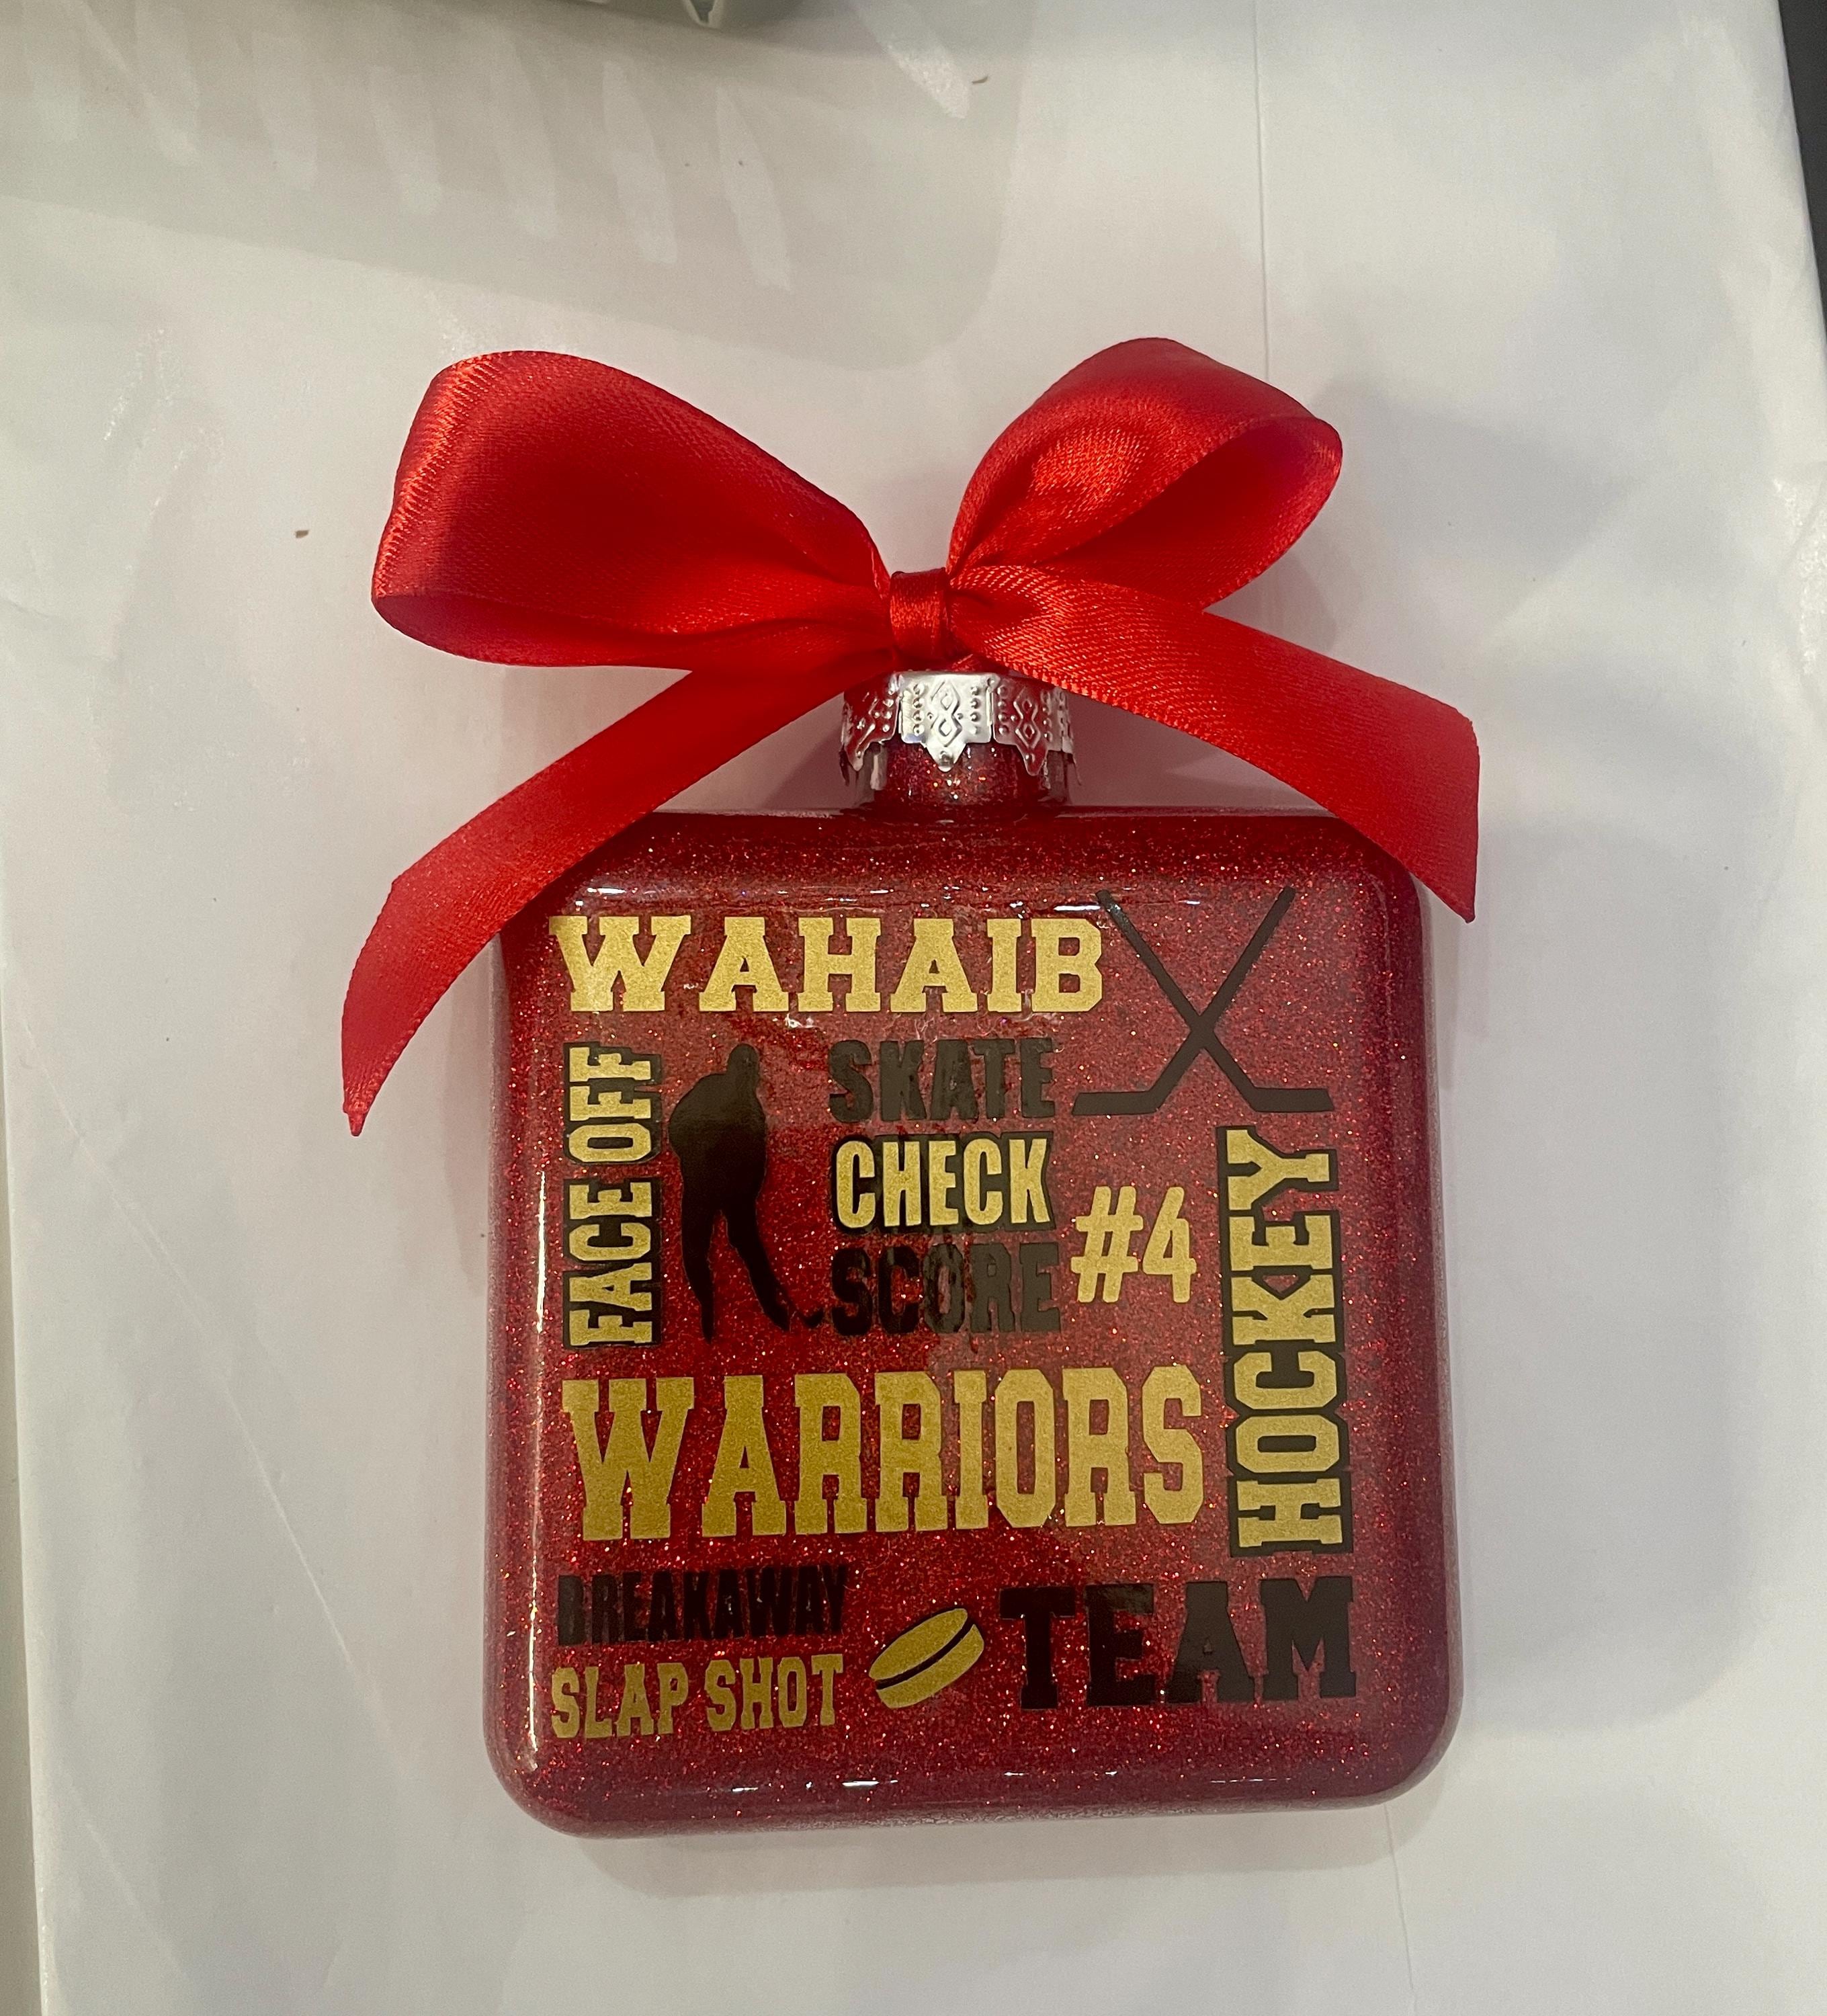 WAHAIB
FACE OFF
SKATE
CHECK
SCORE
#4
HOCKEY
WARRIORS
BREAKAWAY
SLAP SHOT
TEAM